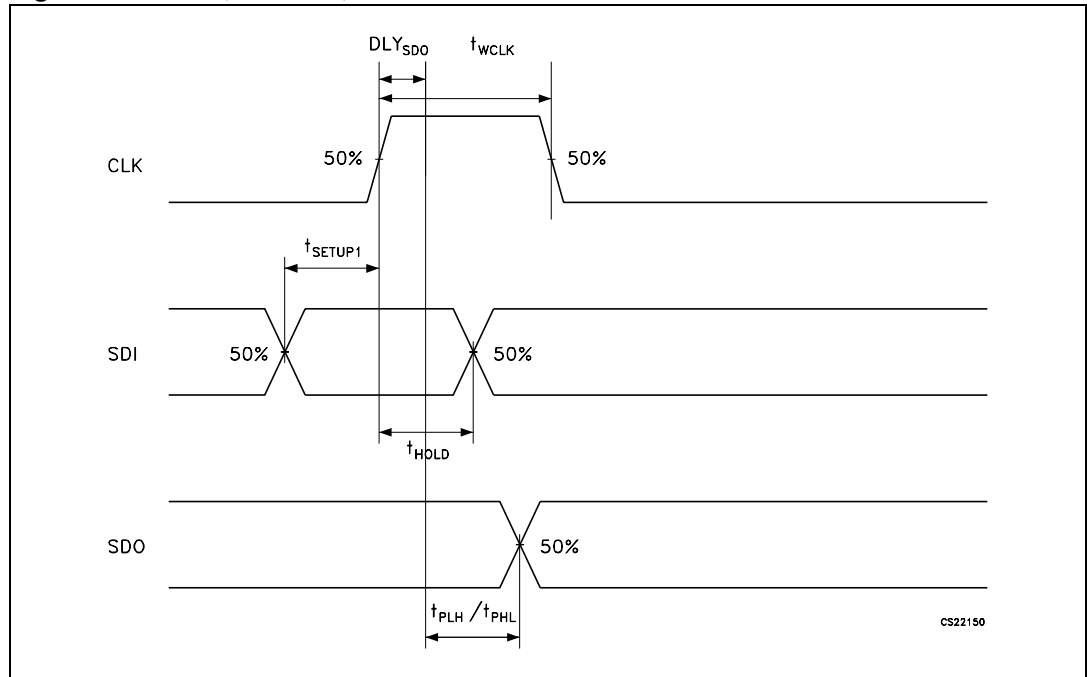 DLY_SDO t_WCLK
50% 50%
CLK
t_SETUP1
50% 50%
SDI
t_HOLD
SDO 50%
t_PLH /t_PHL
CS22150